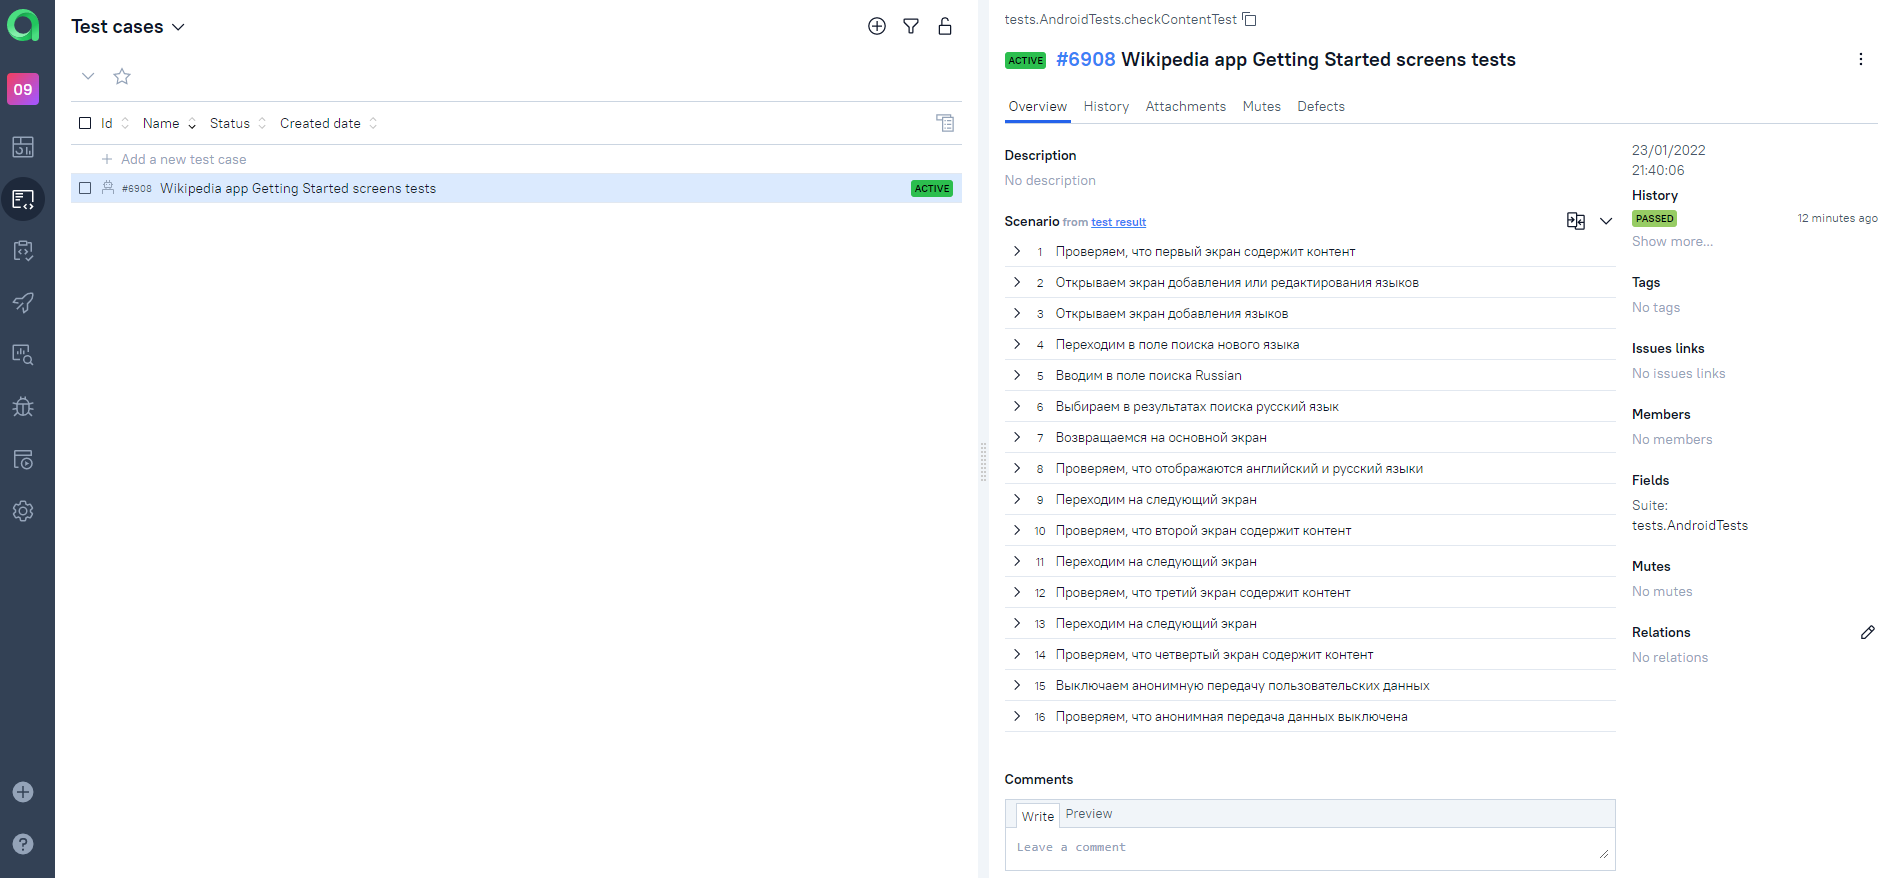 09
Test cases
Id Name Status Created date
Add a new test case
#6908 Wikipedia app Getting Started screens tests ACTIVE
tests.AndroidTests.checkContentTest
ACTIVE #6908 Wikipedia app Getting Started screens tests
Overview History Attachments Mutes Defects
Description
No description
Scenario from test result
1 Проверяем, что первый экран содержит контент
2 Открываем экран добавления или редактирования языков
3 Открываем экран добавления языков
4 Переходим в поле поиска нового языка
5 Вводим в поле поиска Russian
6 Выбираем в результатах поиска русский язык
7 Возвращаемся на основной экран
8 Проверяем, что отображаются английский и русский языки
9 Переходим на следующий экран
10 Проверяем, что второй экран содержит контент
11 Переходим на следующий экран
12 Проверяем, что третий экран содержит контент
13 Переходим на следующий экран
14 Проверяем, что четвертый экран содержит контент
15 Выключаем анонимную передачу пользовательских данных
16 Проверяем, что анонимная передача данных выключена
Comments
Write Preview
Leave a comment
23/01/2022
21:40:06
History
PASSED 12 minutes ago
Show more...
Tags
No tags
Issues links
No issues links
Members
No members
Fields
Suite:
tests.AndroidTests
Mutes
No mutes
Relations
No relations